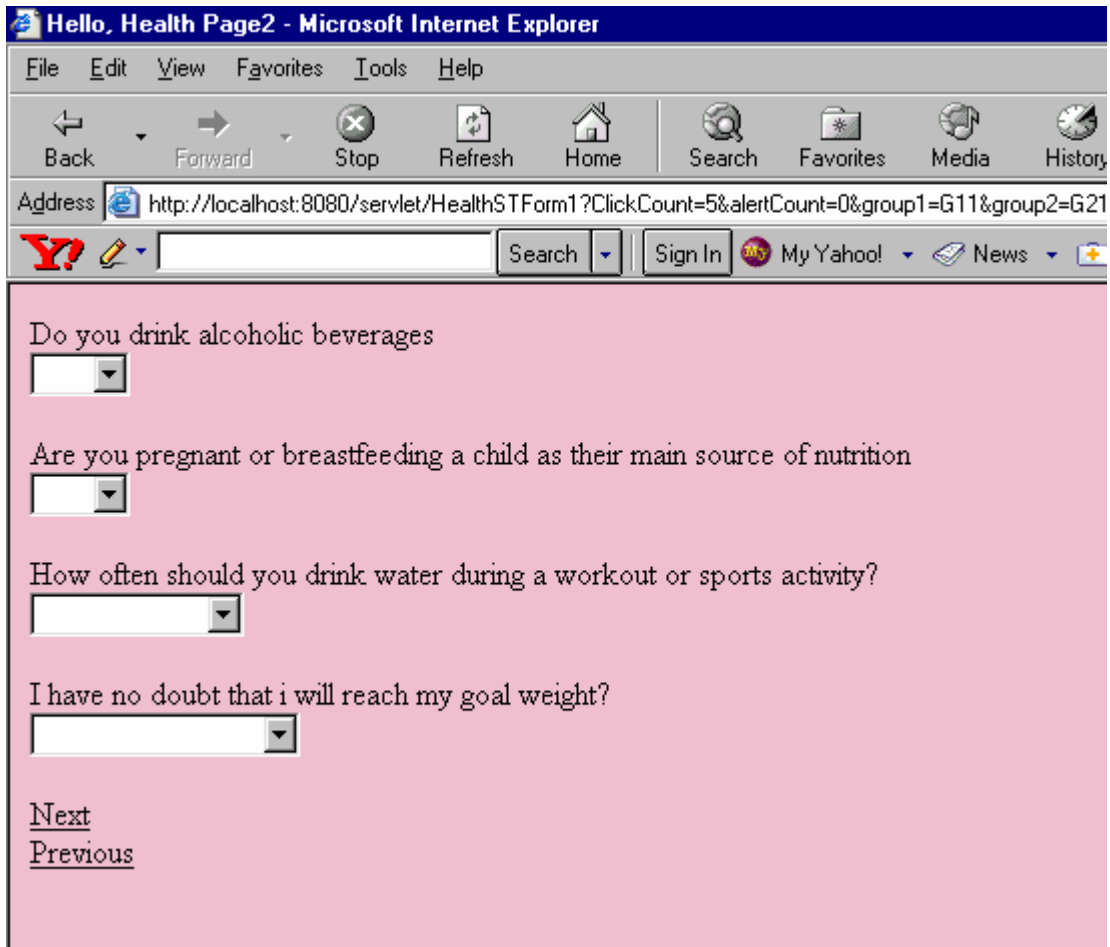 Hello, Health Page2 - Microsoft Internet Explorer
File Edit View Favorites Tools Help
Back Forward Stop Refresh Home Search Favorites Media History
Address http://localhost:8080/servlet/HealthSTForm1?ClickCount=5&alertCount=0&group1=G11&group2=G21
Y! Search Sign In My Yahoo! News
Do you drink alcoholic beverages
Are you pregnant or breastfeeding a child as their main source of nutrition
How often should you drink water during a workout or sports activity?
I have no doubt that i will reach my goal weight?
Next
Previous